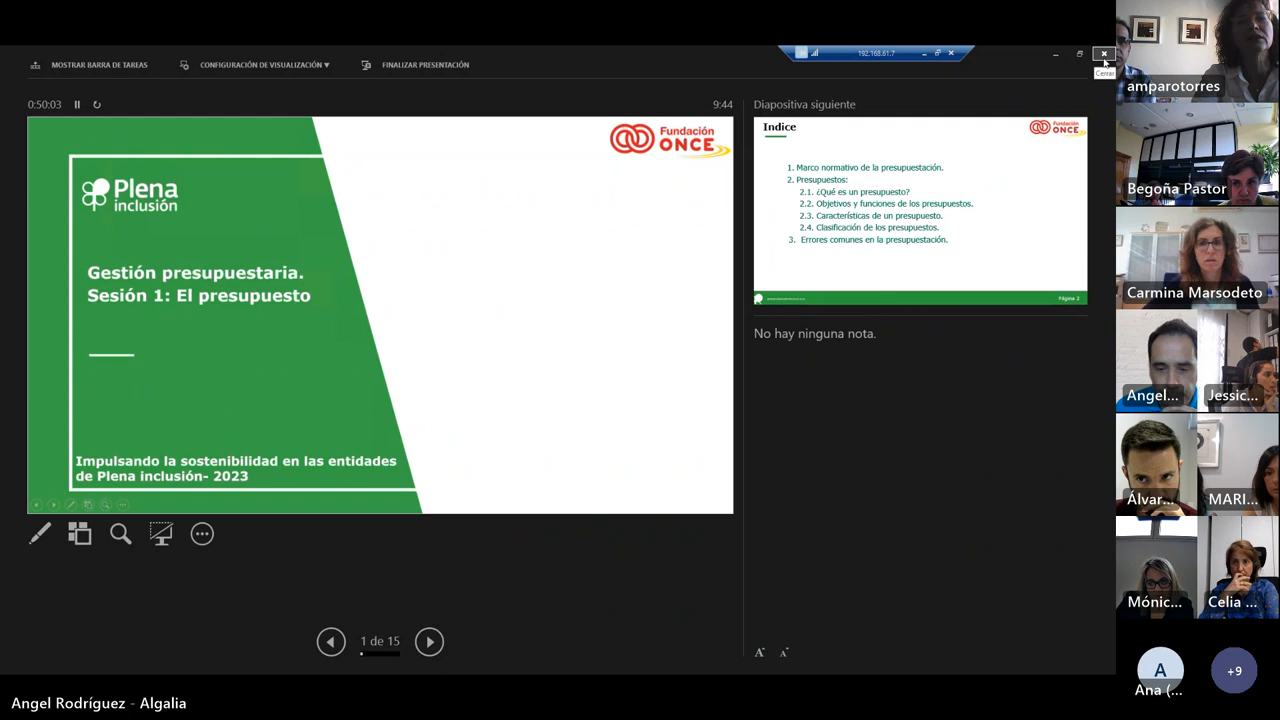 192.168.61.7
MOSTRAR BARRA DE TAREAS
CONFIGURACIÓN DE VISUALIZACIÓN ▼
FINALIZAR PRESENTACIÓN
Cerrar
0:50:03
9:44
Diapositiva siguiente
Fundación
ONCE
Plena
inclusión
Gestión presupuestaria.
Sesión 1: El presupuesto
Impulsando la sostenibilidad en las entidades
de Plena inclusión- 2023
Indice
Fundación
ONCE
1. Marco normativo de la presupuestación.
2. Presupuestos:
2.1. ¿Qué es un presupuesto?
2.2. Objetivos y funciones de los presupuestos.
2.3. Características de un presupuesto.
2.4. Clasificación de los presupuestos.
3. Errores comunes en la presupuestación.
Página 2
No hay ninguna nota.
1 de 15
A
A
amparotorres
Begoña Pastor
Carmina Marsodeto
Angel...
Jessic...
Álvar...
MARI...
Mónic...
Celia ...
A
Ana (...
+9
Angel Rodríguez - Algalia